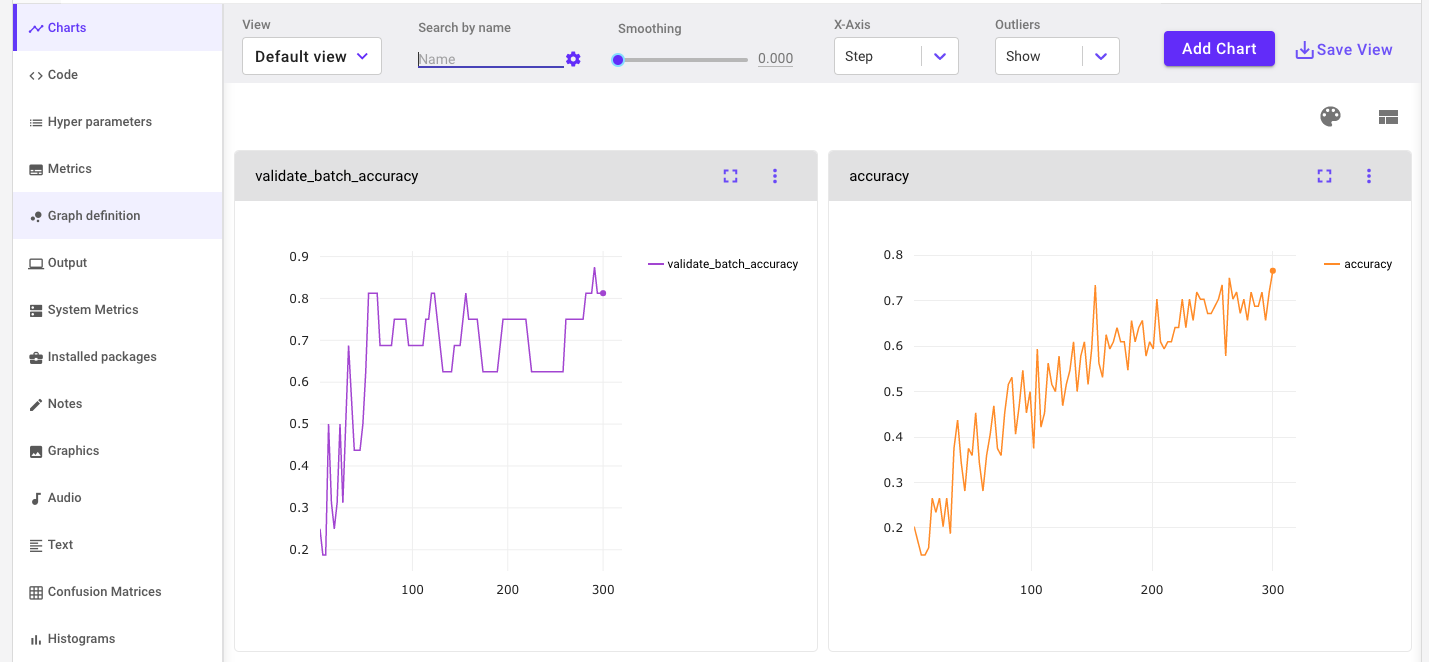 Charts
Code
Hyper parameters
Metrics
Graph definition
Output
System Metrics
Installed packages
Notes
Graphics
Audio
Text
Confusion Matrices
Histograms
View
Default view
Search by name
Name
Smoothing
0.000
X-Axis
Step
Outliers
Show
Add Chart
Save View
validate_batch_accuracy
0.9
0.8
0.7
0.6
0.5
0.4
0.3
0.2
100 200 300
validate_batch_accuracy
accuracy
0.8
0.7
0.6
0.5
0.4
0.3
0.2
100 200 300
accuracy